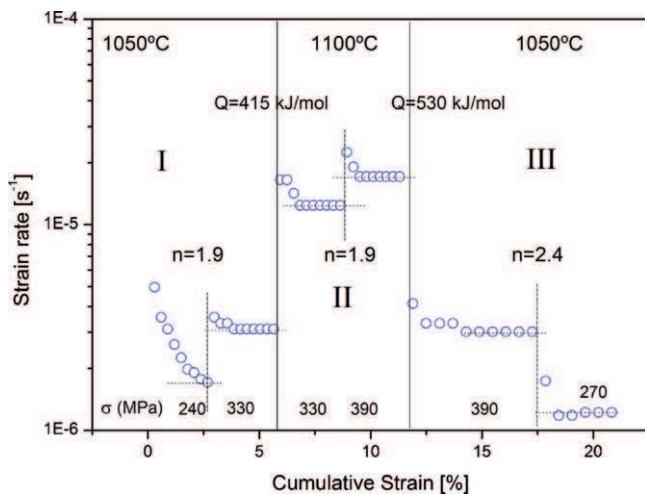 1E-4
1050ºC
1100°C
1050ºC
Q=415 kJ/mol
Q=530 kJ/mol
I
III
1E-5
n=1.9
n=1.9
n=2.4
II
270
σ (MPa)
240
330
330
390
390
1E-6
0
5
10
15
20
Strain rate [s⁻¹]
Cumulative Strain [%]